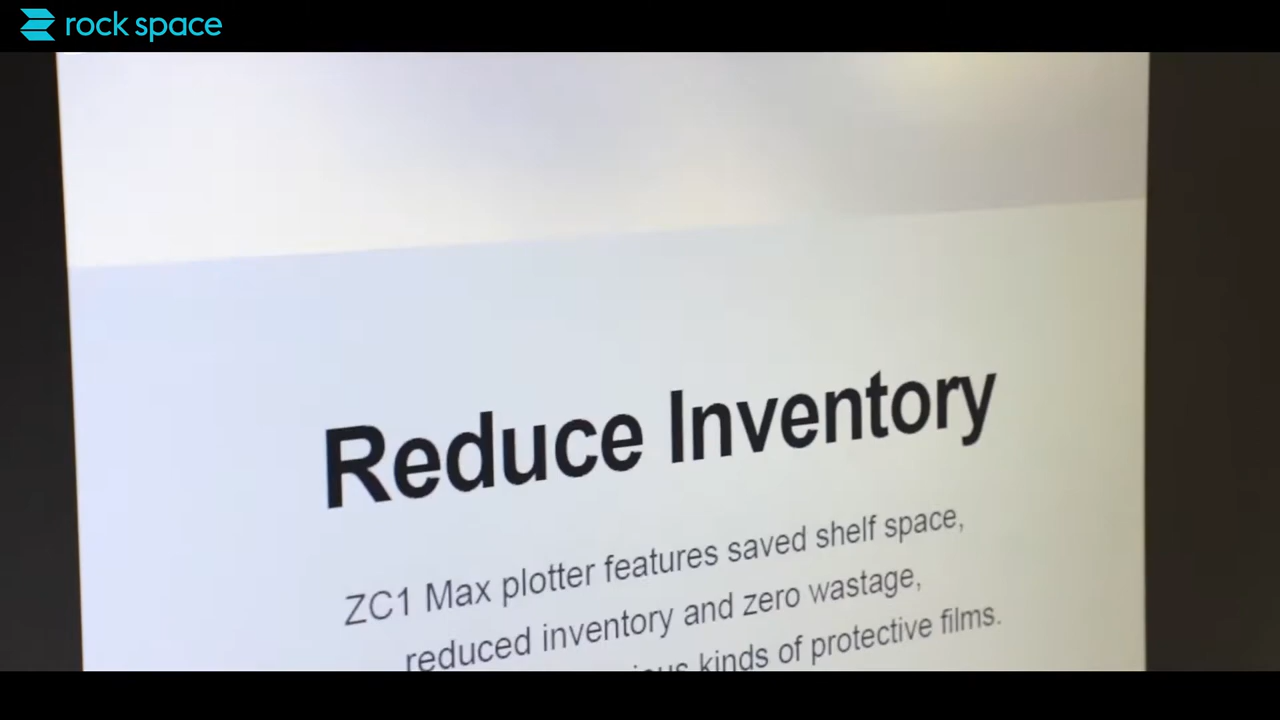 rock space
Reduce Inventory
ZC1 Max plotter features saved shelf space,
reduced inventory and zero wastage,
kinds of protective films.